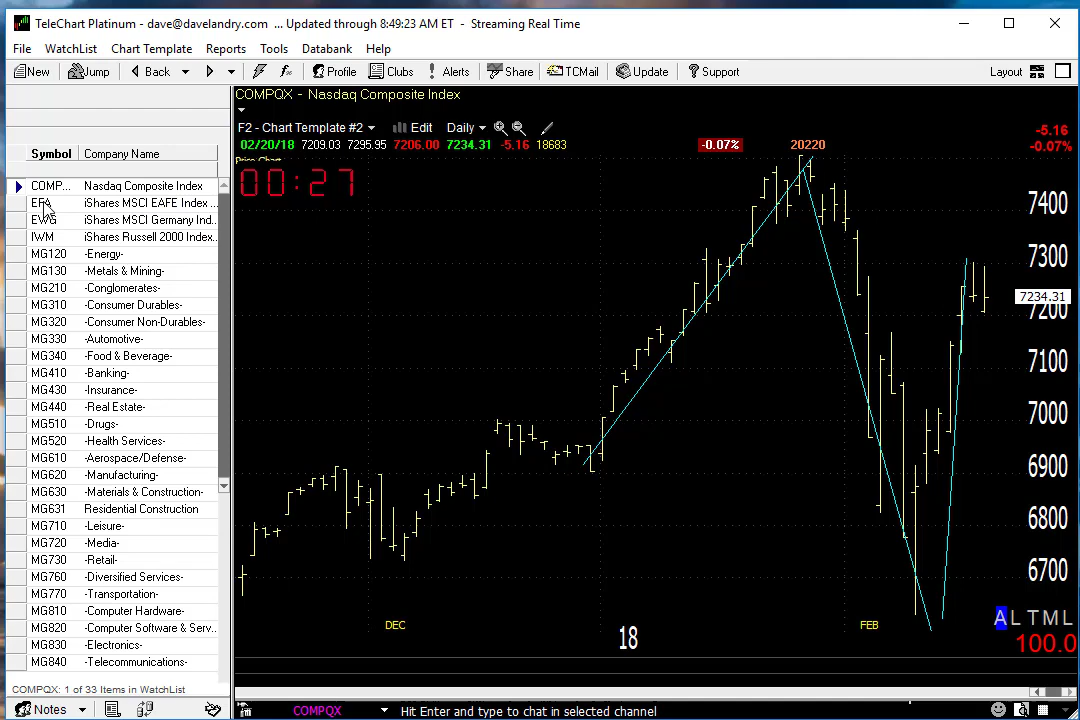 TeleChart Platinum - dave@davelandry.com ... Updated through 8:49:23 AM ET - Streaming Real Time
File WatchList Chart Template Reports Tools Databank Help
New Jump Back Profile Clubs Alerts Share TCMail Update Support Layout
COMPQX - Nasdaq Composite Index
F2 - Chart Template #2 Edit Daily
-5.16
02/20/18 7209.03 7295.95 7206.00 7234.31 -5.16 18683 -0.07% 20220
-0.07%
Symbol Company Name
00:27
COMP... Nasdaq Composite Index
EFA iShares MSCI EAFE Index ...
EWG iShares MSCI Germany Ind...
IWM iShares Russell 2000 Index...
MG120 -Energy-
MG130 -Metals & Mining-
MG210 -Conglomerates-
MG310 -Consumer Durables-
MG320 -Consumer Non-Durables-
MG330 -Automotive-
MG340 -Food & Beverage-
MG410 -Banking-
MG430 -Insurance-
MG440 -Real Estate-
MG510 -Drugs-
MG520 -Health Services-
MG610 -Aerospace/Defense-
MG620 -Manufacturing-
MG630 -Materials & Construction-
MG631 Residential Construction
MG710 -Leisure-
MG720 -Media-
MG730 -Retail-
MG760 -Diversified Services-
MG770 -Transportation-
MG810 -Computer Hardware-
MG820 -Computer Software & Serv...
MG830 -Electronics-
MG840 -Telecommunications-
7400
7300
7234.31
7200
7100
7000
6900
6800
6700
DEC
18
FEB
A L T M L
100.0
COMPQX: 1 of 33 Items in WatchList
Notes
COMPQX Hit Enter and type to chat in selected channel